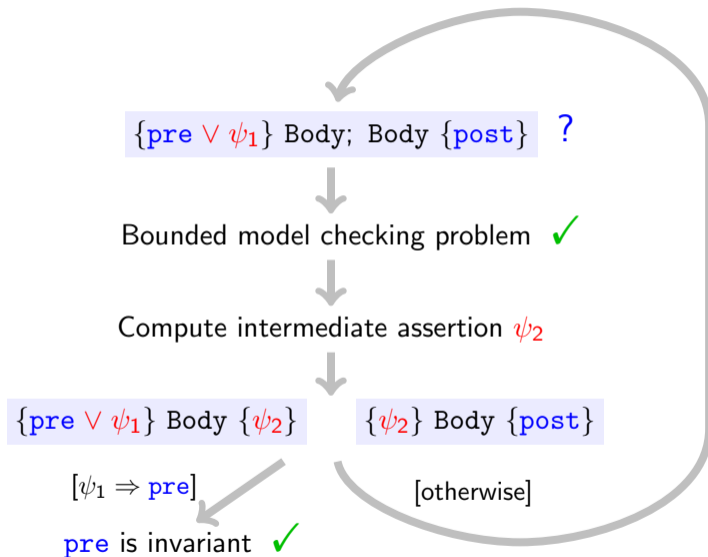 {pre ∨ ψ₁} Body; Body {post} ?
Bounded model checking problem ✓
Compute intermediate assertion ψ₂
{pre ∨ ψ₁} Body {ψ₂} {ψ₂} Body {post}
[ψ₁ ⇒ pre] [otherwise]
pre is invariant ✓